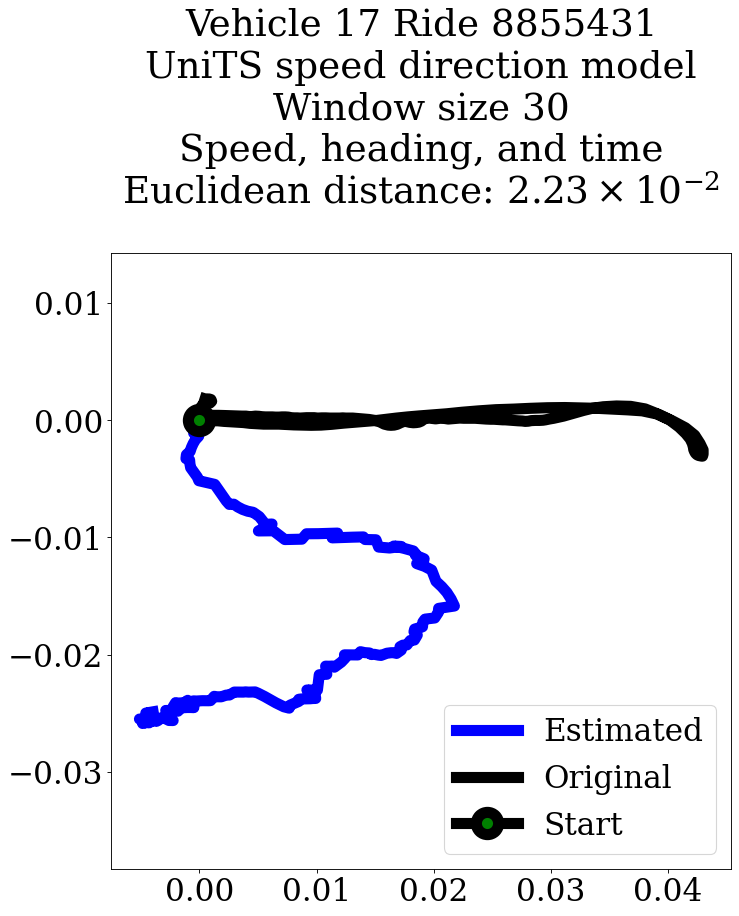 Vehicle 17 Ride 8855431
UniTS speed direction model
Window size 30
Speed, heading, and time
Euclidean distance: 2.23 × 10⁻²
0.01
0.00
−0.01
−0.02
−0.03
Estimated
Original
Start
0.00 0.01 0.02 0.03 0.04